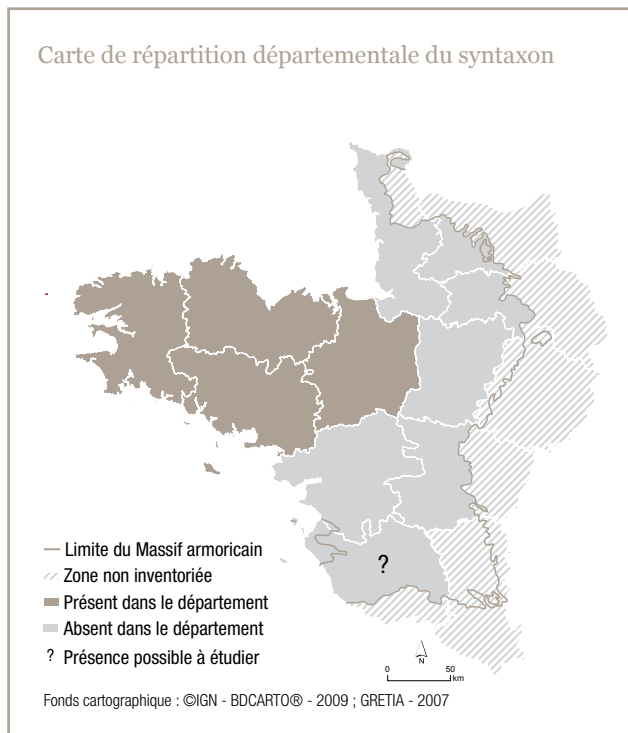 Carte de répartition départementale du syntaxon
?
Limite du Massif armoricain
Zone non inventoriée
Présent dans le département
Absent dans le département
? Présence possible à étudier
N
0 50
km
Fonds cartographique : ©IGN - BDCARTO® - 2009 ; GRETIA - 2007